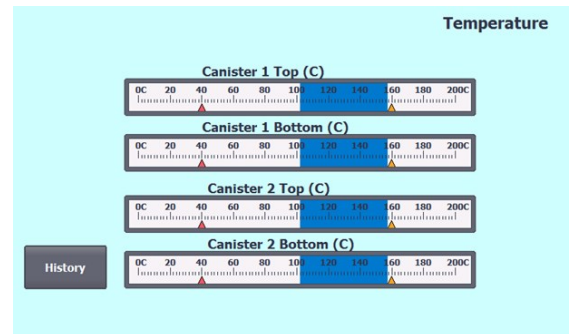 Temperature
Canister 1 Top (C)
0C 20 40 60 80 100 120 140 160 180 200C
Canister 1 Bottom (C)
0C 20 40 60 80 100 120 140 160 180 200C
Canister 2 Top (C)
0C 20 40 60 80 100 120 140 160 180 200C
Canister 2 Bottom (C)
0C 20 40 60 80 100 120 140 160 180 200C
History